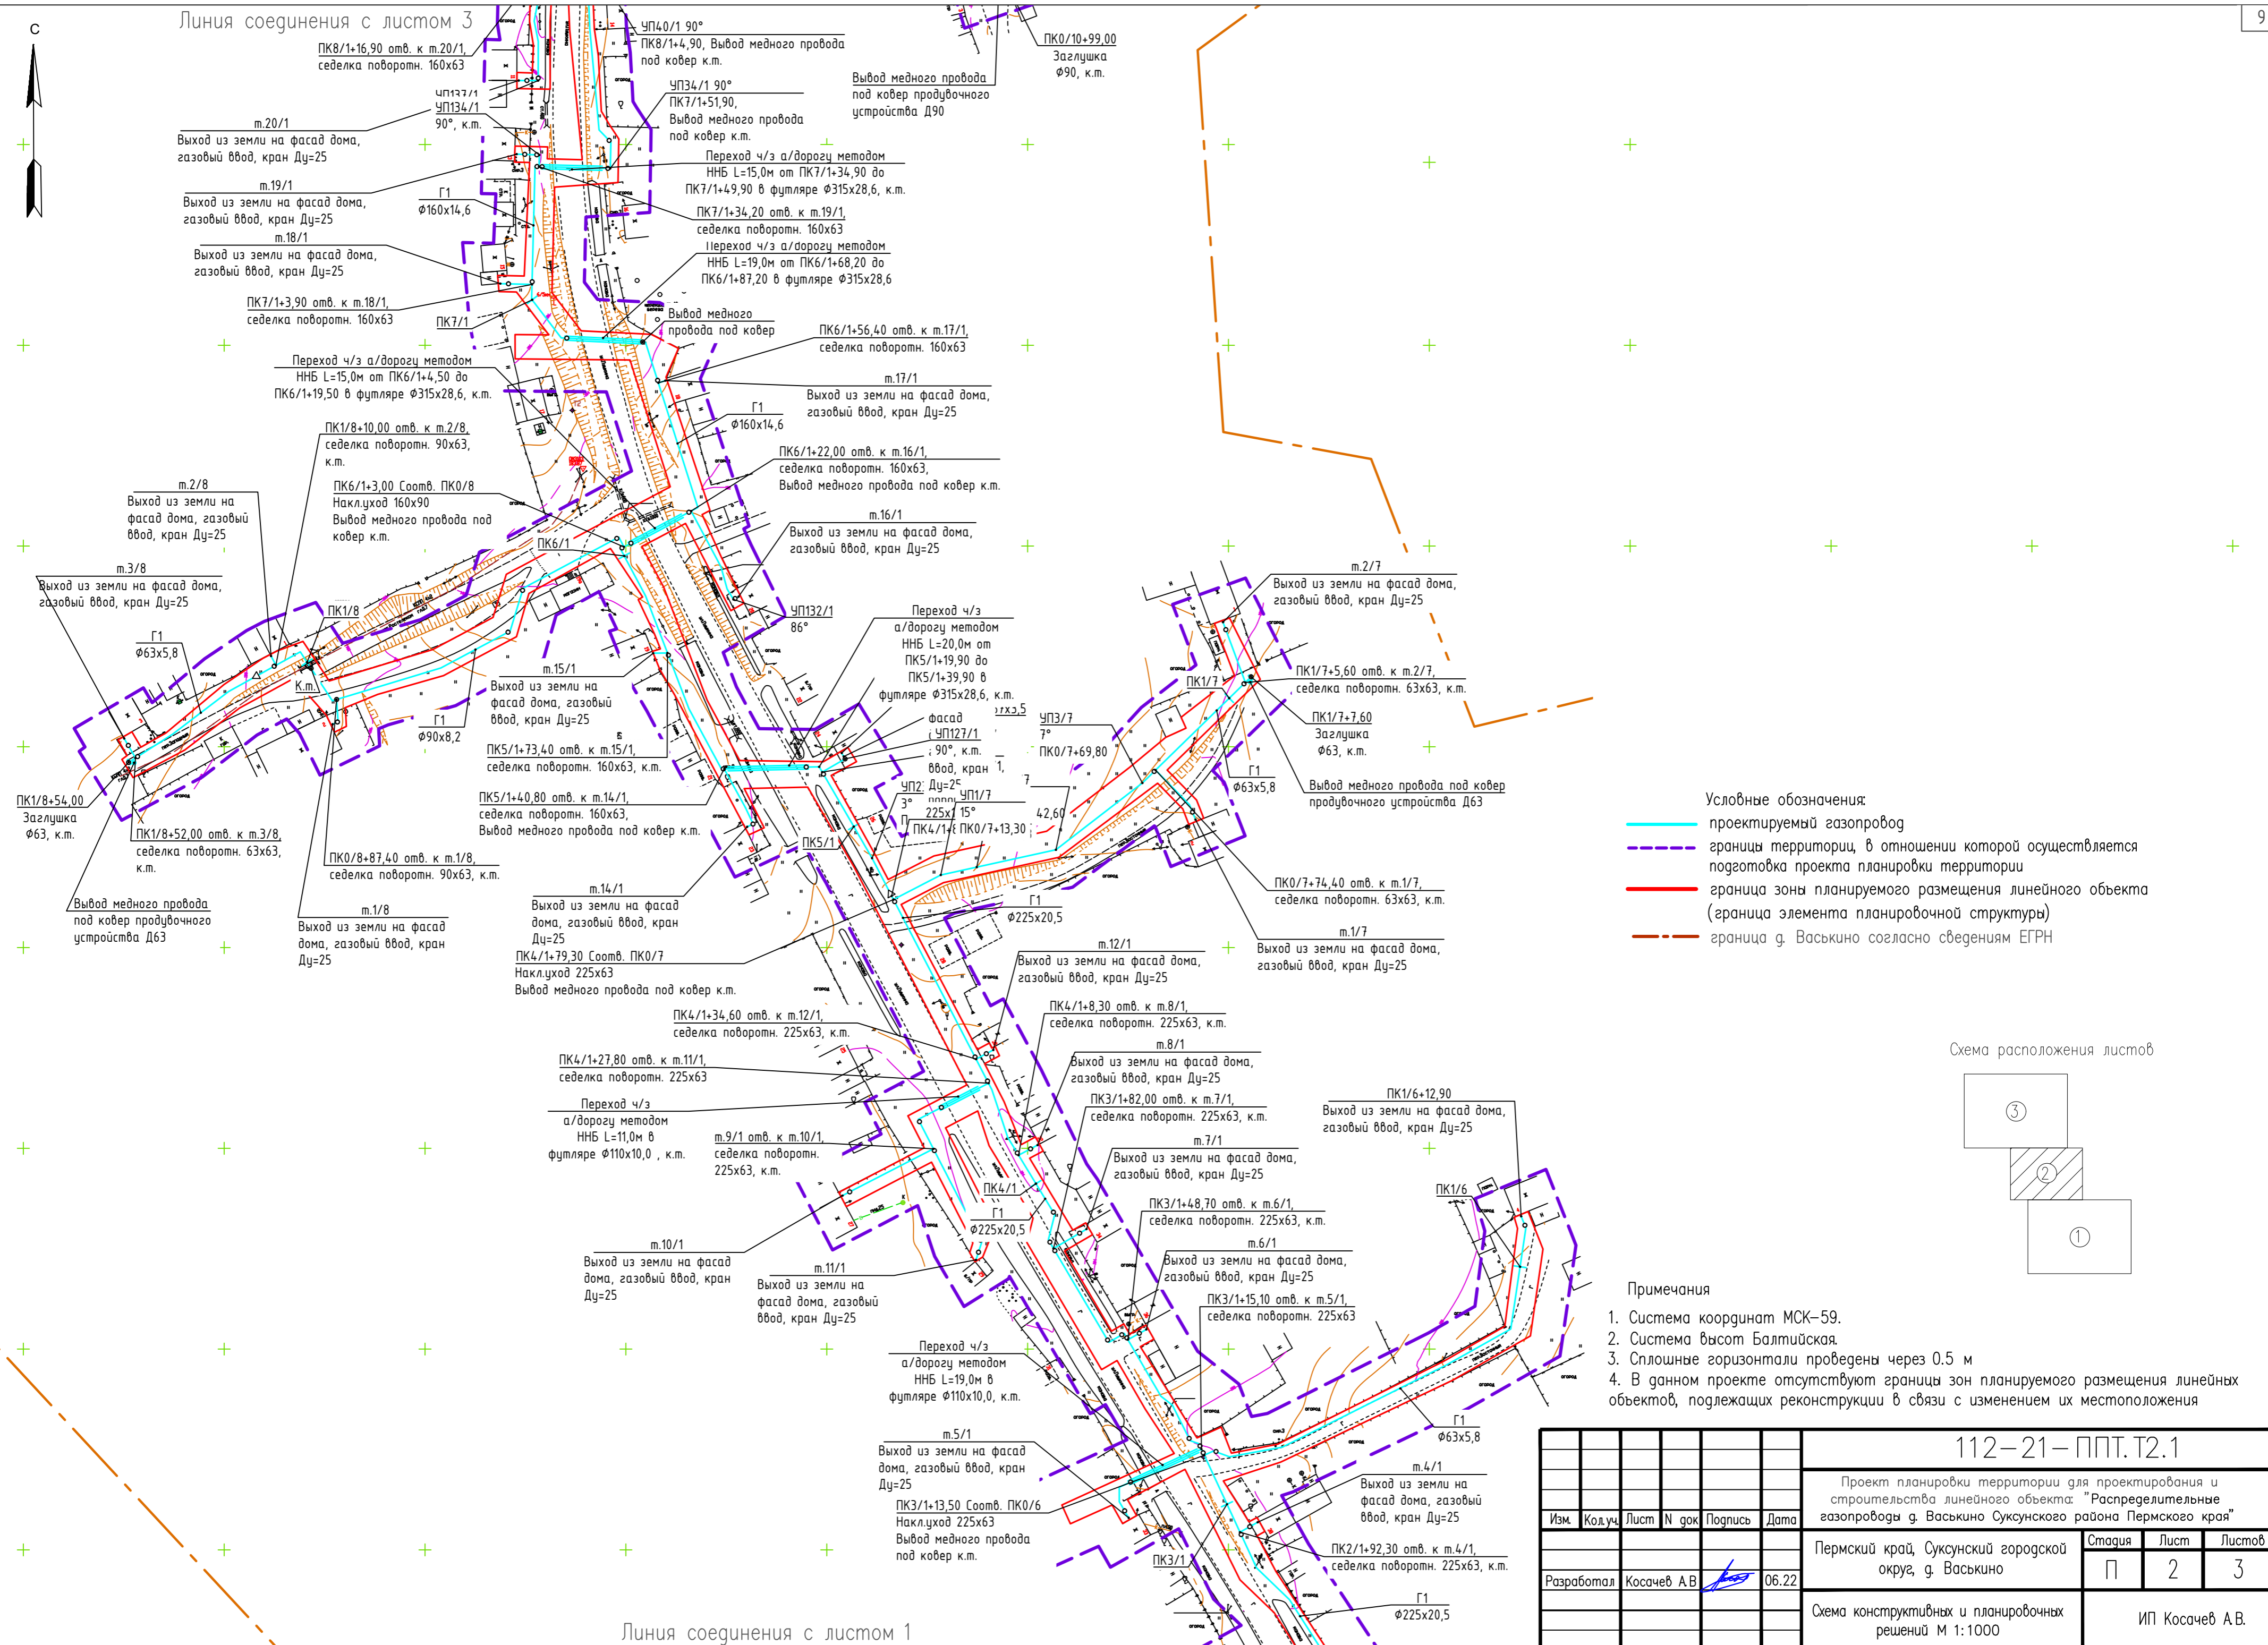 9
Линия соединения с листом 3
С
ПК8/1+16,90 отв. к т.20/1,
седелка поворотн. 160х63
УП40/1 90°
ПК8/1+4,90, Вывод медного провода
под ковер к.т.
ПК0/10+99,00
Заглушка
Ф90, к.т.
Вывод медного провода
под ковер продувочного
устройства Д90
УП137/1
УП134/1
90°, к.т.
УП34/1 90°
ПК7/1+51,90,
Вывод медного провода
под ковер к.т.
т.20/1
Выход из земли на фасад дома,
газовый ввод, кран Ду=25
Переход ч/з а/дорогу методом
ННБ L=15,0м от ПК7/1+34,90 до
ПК7/1+49,90 в футляре Ф315х28,6, к.т.
т.19/1
Выход из земли на фасад дома,
газовый ввод, кран Ду=25
Г1
Ф160х14,6
ПК7/1+34,20 отв. к т.19/1,
седелка поворотн. 160х63
т.18/1
Выход из земли на фасад дома,
газовый ввод, кран Ду=25
Переход ч/з а/дорогу методом
ННБ L=19,0м от ПК6/1+68,20 до
ПК6/1+87,20 в футляре Ф315х28,6
ПК7/1+3,90 отв. к т.18/1,
седелка поворотн. 160х63
ПК7/1
Вывод медного
провода под ковер
ПК6/1+56,40 отв. к т.17/1,
седелка поворотн. 160х63
Переход ч/з а/дорогу методом
ННБ L=15,0м от ПК6/1+4,50 до
ПК6/1+19,50 в футляре Ф315х28,6, к.т.
т.17/1
Выход из земли на фасад дома,
газовый ввод, кран Ду=25
Г1
Ф160х14,6
ПК1/8+10,00 отв. к т.2/8,
седелка поворотн. 90х63,
к.т.
ПК6/1+22,00 отв. к т.16/1,
седелка поворотн. 160х63,
Вывод медного провода под ковер к.т.
т.2/8
Выход из земли на
фасад дома, газовый
ввод, кран Ду=25
ПК6/1+3,00 Соотв. ПК0/8
Накл.уход 160х90
Вывод медного провода под
ковер к.т.
т.16/1
Выход из земли на фасад дома,
газовый ввод, кран Ду=25
ПК6/1
т.3/8
Выход из земли на фасад дома,
газовый ввод, кран Ду=25
ПК1/8
УП132/1
86°
Переход ч/з
а/дорогу методом
ННБ L=20,0м от
ПК5/1+19,90 до
ПК5/1+39,90 в
футляре Ф315х28,6, к.т.
т.2/7
Выход из земли на фасад дома,
газовый ввод, кран Ду=25
Г1
Ф63х5,8
К.т.
т.15/1
Выход из земли на
фасад дома, газовый
ввод, кран Ду=25
ПК1/7
ПК1/7+5,60 отв. к т.2/7,
седелка поворотн. 63х63, к.т.
Г1
Ф90х8,2
фасад
УП127/1
90°, к.т.
ввод, кран
Ду=25
УП3/7
7°
ПК0/7+69,80
ПК1/7+7,60
Заглушка
Ф63, к.т.
ПК5/1+73,40 отв. к т.15/1,
седелка поворотн. 160х63, к.т.
Г1
Ф63х5,8
Вывод медного провода под ковер
продувочного устройства Д63
ПК1/8+54,00
Заглушка
Ф63, к.т.
ПК5/1+40,80 отв. к т.14/1,
седелка поворотн. 160х63,
Вывод медного провода под ковер к.т.
УП1/7
15°
ПК0/7+13,30
42,60
ПК5/1
ПК1/8+52,00 отв. к т.3/8,
седелка поворотн. 63х63,
к.т.
ПК0/8+87,40 отв. к т.1/8,
седелка поворотн. 90х63, к.т.
Условные обозначения:
проектируемый газопровод
границы территории, в отношении которой осуществляется
подготовка проекта планировки территории
граница зоны планируемого размещения линейного объекта
(граница элемента планировочной структуры)
граница д. Васькино согласно сведениям ЕГРН
ПК0/7+74,40 отв. к т.1/7,
седелка поворотн. 63х63, к.т.
Вывод медного провода
под ковер продувочного
устройства Д63
т.1/8
Выход из земли на фасад
дома, газовый ввод, кран
Ду=25
т.14/1
Выход из земли на фасад
дома, газовый ввод, кран
Ду=25
Г1
Ф225х20,5
т.1/7
Выход из земли на фасад дома,
газовый ввод, кран Ду=25
ПК4/1+79,30 Соотв. ПК0/7
Накл.уход 225х63
Вывод медного провода под ковер к.т.
т.12/1
Выход из земли на фасад дома,
газовый ввод, кран Ду=25
ПК4/1+34,60 отв. к т.12/1,
седелка поворотн. 225х63, к.т.
ПК4/1+8,30 отв. к т.8/1,
седелка поворотн. 225х63, к.т.
ПК4/1+27,80 отв. к т.11/1,
седелка поворотн. 225х63
т.8/1
Выход из земли на фасад дома,
газовый ввод, кран Ду=25
Схема расположения листов
3
2
1
Переход ч/з
а/дорогу методом
ННБ L=11,0м в
футляре Ф110х10,0 , к.т.
ПК3/1+82,00 отв. к т.7/1,
седелка поворотн. 225х63, к.т.
ПК1/6+12,90
Выход из земли на фасад дома,
газовый ввод, кран Ду=25
т.9/1 отв. к т.10/1,
седелка поворотн.
225х63, к.т.
т.7/1
Выход из земли на фасад дома,
газовый ввод, кран Ду=25
ПК4/1
ПК1/6
Г1
Ф225х20,5
ПК3/1+48,70 отв. к т.6/1,
седелка поворотн. 225х63, к.т.
т.10/1
Выход из земли на фасад
дома, газовый ввод, кран
Ду=25
т.11/1
Выход из земли на
фасад дома, газовый
ввод, кран Ду=25
т.6/1
Выход из земли на фасад дома,
газовый ввод, кран Ду=25
ПК3/1+15,10 отв. к т.5/1,
седелка поворотн. 225х63
Примечания
1. Система координат МСК-59.
2. Система высот Балтийская.
3. Сплошные горизонтали проведены через 0.5 м
4. В данном проекте отсутствуют границы зон планируемого размещения линейных
объектов, подлежащих реконструкции в связи с изменением их местоположения
Переход ч/з
а/дорогу методом
ННБ L=19,0м в
футляре Ф110х10,0, к.т.
Г1
Ф63х5,8
т.5/1
Выход из земли на фасад
дома, газовый ввод, кран
Ду=25
т.4/1
Выход из земли на
фасад дома, газовый
ввод, кран Ду=25
ПК3/1+13,50 Соотв. ПК0/6
Накл.уход 225х63
Вывод медного провода
под ковер к.т.
ПК3/1
ПК2/1+92,30 отв. к т.4/1,
седелка поворотн. 225х63, к.т.
Г1
Ф225х20,5
Линия соединения с листом 1
112-21-ППТ.Т2.1
Проект планировки территории для проектирования и
строительства линейного объекта: "Распределительные
газопроводы д. Васькино Суксунского района Пермского края"
Изм. Кол.уч Лист N док Подпись Дата
Пермский край, Суксунский городской
округ, д. Васькино
Стадия Лист Листов
П 2 3
Разработал Косачев А.В 06.22
Схема конструктивных и планировочных
решений М 1:1000
ИП Косачев А.В.